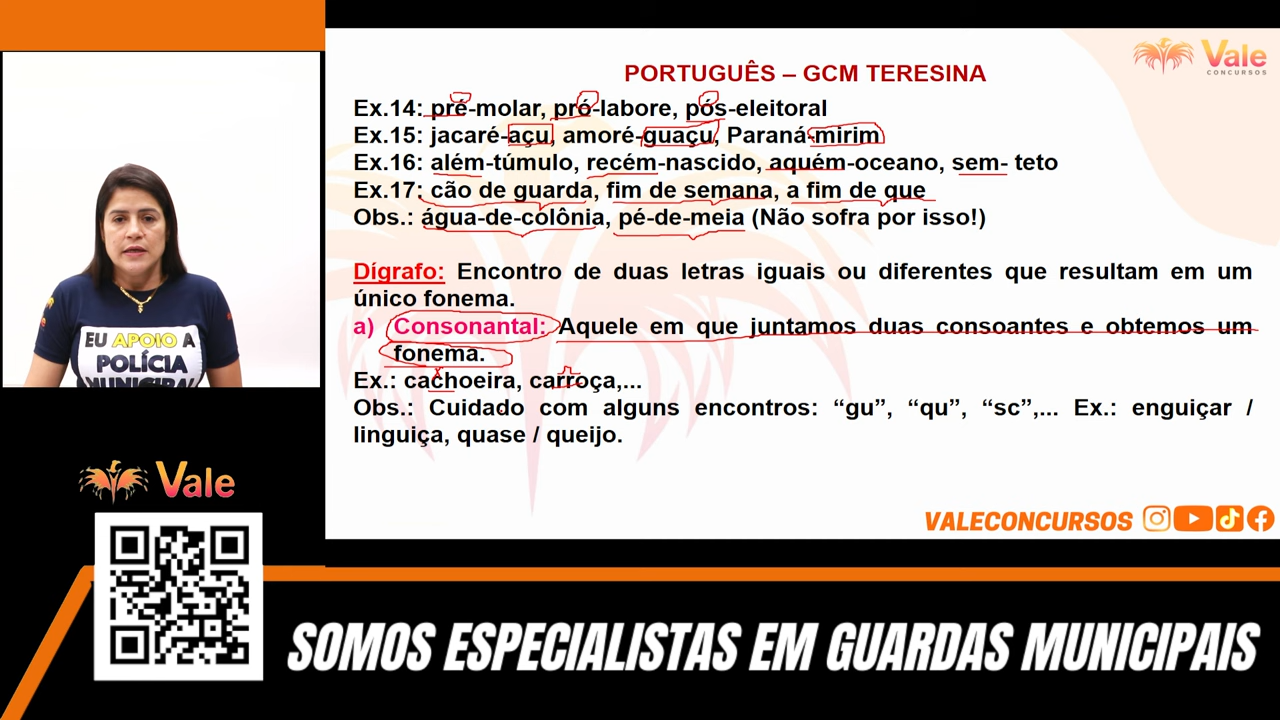 Vale
CONCURSOS
PORTUGUÊS – GCM TERESINA
Ex.14: pré-molar, pró-labore, pós-eleitoral
Ex.15: jacaré-açu, amoré-guaçu, Paraná-mirim
Ex.16: além-túmulo, recém-nascido, aquém-oceano, sem- teto
Ex.17: cão de guarda, fim de semana, a fim de que
Obs.: água-de-colônia, pé-de-meia (Não sofra por isso!)
Dígrafo: Encontro de duas letras iguais ou diferentes que resultam em um
único fonema.
a) Consonantal: Aquele em que juntamos duas consoantes e obtemos um
fonema.
Ex.: cachoeira, carroça,...
Obs.: Cuidado com alguns encontros: “gu”, “qu”, “sc”,... Ex.: enguiçar /
linguiça, quase / queijo.
VALECONCURSOS
EU APOIO A
POLÍCIA
MUNICIPAL
Vale
SOMOS ESPECIALISTAS EM GUARDAS MUNICIPAIS